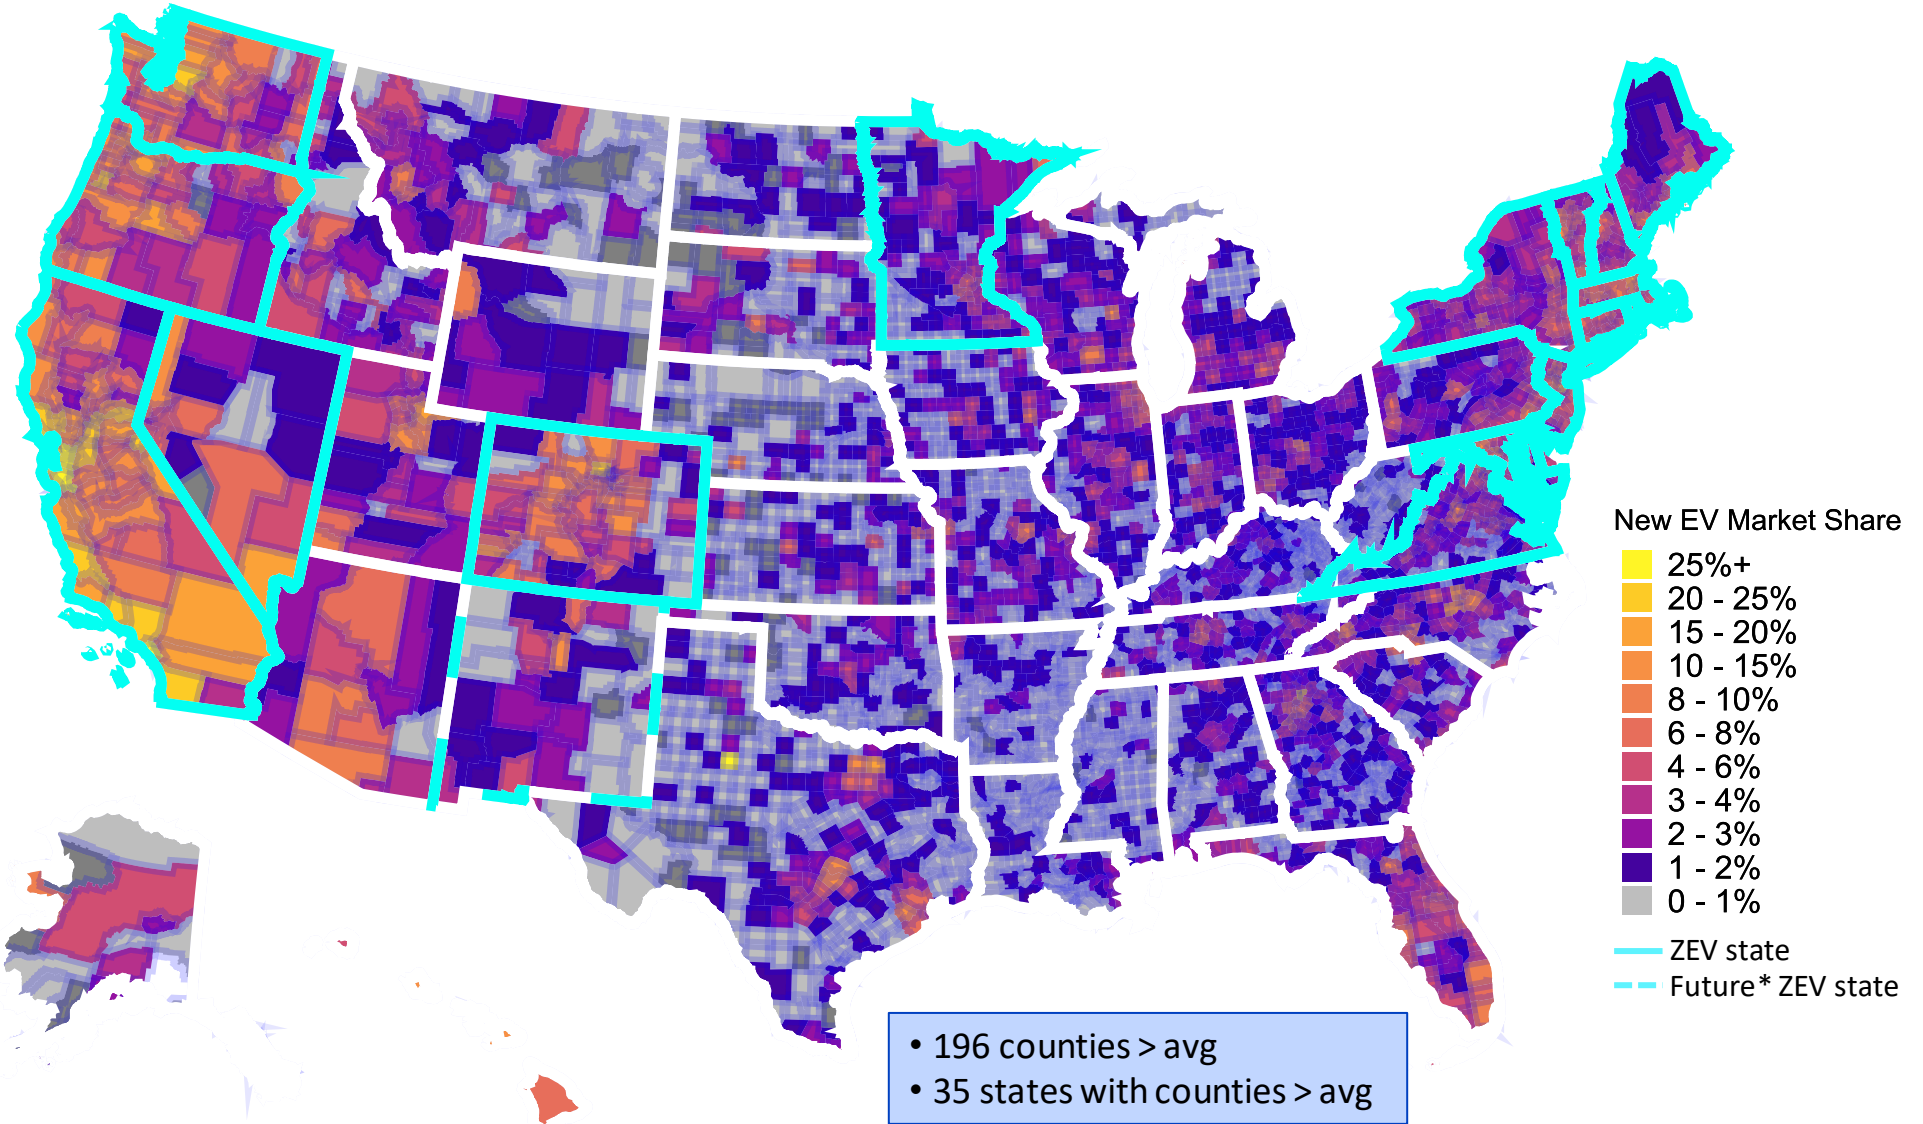 New EV Market Share
25%+
20 - 25%
15 - 20%
10 - 15%
8 - 10%
6 - 8%
4 - 6%
3 - 4%
2 - 3%
1 - 2%
0 - 1%
ZEV state
Future* ZEV state
• 196 counties > avg
• 35 states with counties > avg